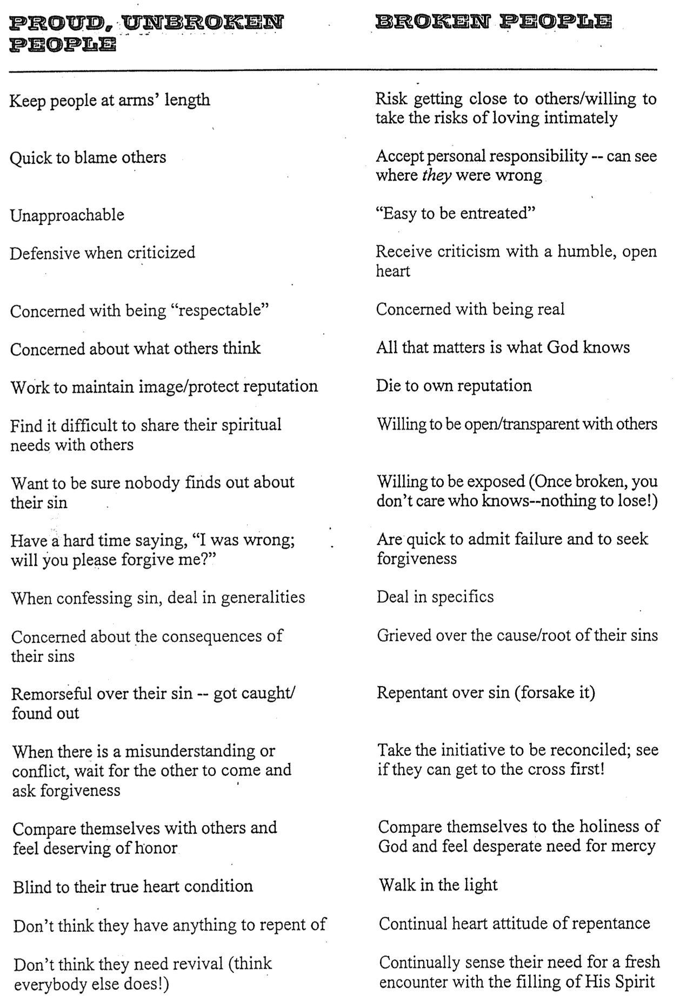 PROUD, UNBROKEN
PEOPLE
BROKEN PEOPLE
Keep people at arms' length
Risk getting close to others/willing to
take the risks of loving intimately
Quick to blame others
Accept personal responsibility -- can see
where they were wrong
Unapproachable
“Easy to be entreated”
Defensive when criticized
Receive criticism with a humble, open
heart
Concerned with being “respectable”
Concerned with being real
Concerned about what others think
All that matters is what God knows
Work to maintain image/protect reputation
Die to own reputation
Find it difficult to share their spiritual
needs with others
Willing to be open/transparent with others
Want to be sure nobody finds out about
their sin
Willing to be exposed (Once broken, you
don't care who knows--nothing to lose!)
Have a hard time saying, “I was wrong;
will you please forgive me?”
Are quick to admit failure and to seek
forgiveness
When confessing sin, deal in generalities
Deal in specifics
Concerned about the consequences of
their sins
Grieved over the cause/root of their sins
Remorseful over their sin -- got caught/
found out
Repentant over sin (forsake it)
When there is a misunderstanding or
conflict, wait for the other to come and
ask forgiveness
Take the initiative to be reconciled; see
if they can get to the cross first!
Compare themselves with others and
feel deserving of honor
Compare themselves to the holiness of
God and feel desperate need for mercy
Blind to their true heart condition
Walk in the light
Don't think they have anything to repent of
Continual heart attitude of repentance
Don't think they need revival (think
everybody else does!)
Continually sense their need for a fresh
encounter with the filling of His Spirit